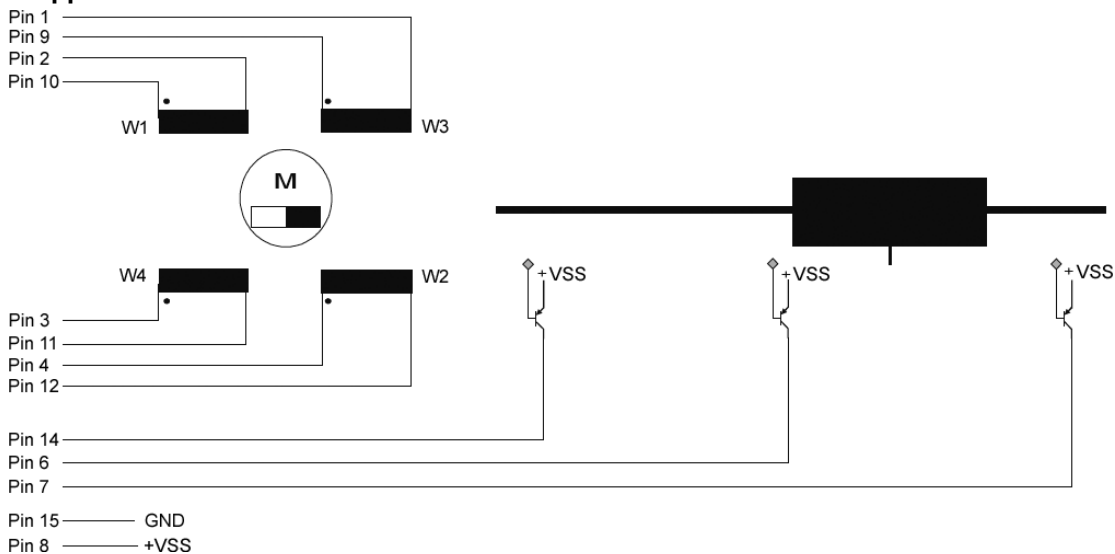 Pin 1
Pin 9
Pin 2
Pin 10
W1
W3
M
W4
W2
+VSS
+VSS
+VSS
Pin 3
Pin 11
Pin 4
Pin 12
Pin 14
Pin 6
Pin 7
Pin 15 GND
Pin 8 +VSS